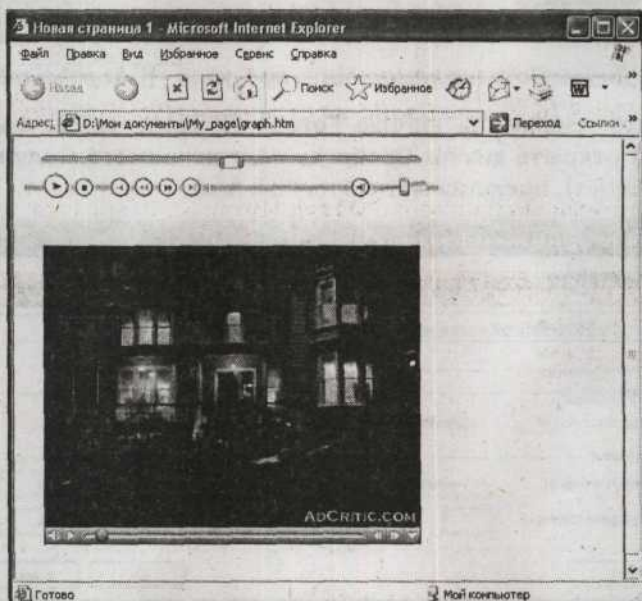 Новая страница 1 - Microsoft Internet Explorer
Файл Правка Вид Избранное Сервис Справка
Назад Поиск Избранное
Адрес: D:\Мои документы\My_page\graph.htm Переход Ссылки
ADCRITIC.COM
Готово Мой компьютер